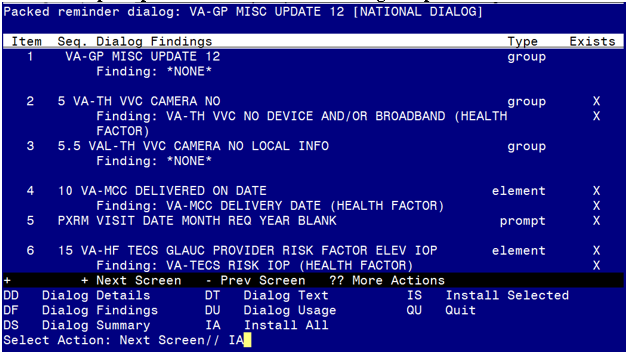 Packed reminder dialog: VA-GP MISC UPDATE 12 [NATIONAL DIALOG]
Item Seq. Dialog Findings Type Exists
1 VA-GP MISC UPDATE 12 group
Finding: *NONE*
2 5 VA-TH VVC CAMERA NO group X
Finding: VA-TH VVC NO DEVICE AND/OR BROADBAND (HEALTH X
FACTOR)
3 5.5 VAL-TH VVC CAMERA NO LOCAL INFO group
Finding: *NONE*
4 10 VA-MCC DELIVERED ON DATE element X
Finding: VA-MCC DELIVERY DATE (HEALTH FACTOR) X
5 PXRM VISIT DATE MONTH REQ YEAR BLANK prompt X
6 15 VA-HF TECS GLAUC PROVIDER RISK FACTOR ELEV IOP element X
Finding: VA-TECS RISK IOP (HEALTH FACTOR) X
+ + Next Screen - Prev Screen ?? More Actions
DD Dialog Details DT Dialog Text IS Install Selected
DF Dialog Findings DU Dialog Usage QU Quit
DS Dialog Summary IA Install All
Select Action: Next Screen// IA